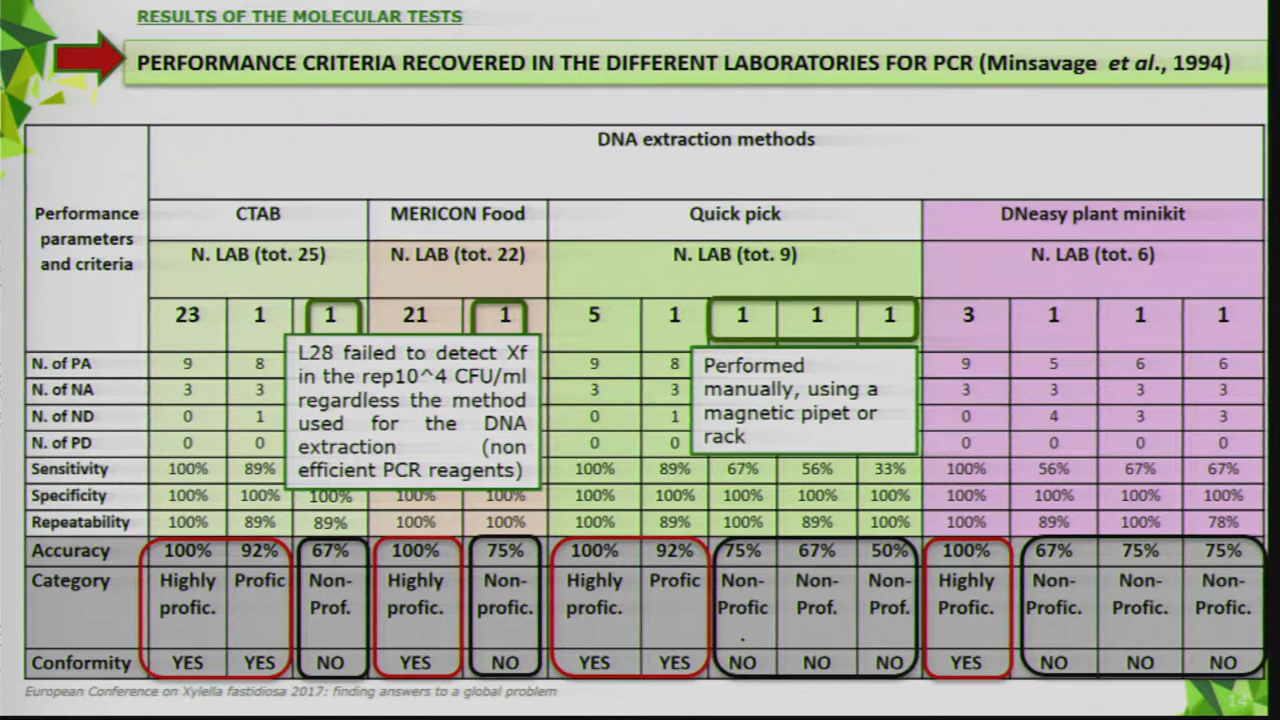 RESULTS OF THE MOLECULAR TESTS
PERFORMANCE CRITERIA RECOVERED IN THE DIFFERENT LABORATORIES FOR PCR (Minsavage et al., 1994)
Performance parameters and criteria
DNA extraction methods
CTAB MERICON Food Quick pick DNeasy plant minikit
N. LAB (tot. 25) N. LAB (tot. 22) N. LAB (tot. 9) N. LAB (tot. 6)
23 1 1 21 1 5 1 1 1 1 3 1 1 1
L28 failed to detect Xf
in the rep10^4 CFU/ml
regardless the method
used for the DNA
extraction (non
efficient PCR reagents)
Performed
manually, using a
magnetic pipet or
rack
N. of PA 9 8 9 8 9 5 6 6
N. of NA 3 3 3 3 3 3 3 3
N. of ND 0 1 0 1 0 4 3 3
N. of PD 0 0 0 0 0 0 0 0
Sensitivity 100% 89% 100% 89% 67% 56% 33% 100% 56% 67% 67%
Specificity 100% 100% 100% 100% 100% 100% 100% 100% 100% 100% 100% 100% 100% 100%
Repeatability 100% 89% 89% 100% 100% 100% 89% 100% 89% 100% 100% 89% 100% 78%
Accuracy 100% 92% 67% 100% 75% 100% 92% 75% 67% 50% 100% 67% 75% 75%
Category Highly profic. Profic Non-Prof. Highly profic. Non-profic. Highly profic. Profic Non-Profic. Non-Prof. Non-Prof. Highly Profic. Non-Profic. Non-Profic. Non-Profic.
Conformity YES YES NO YES NO YES YES NO NO NO YES NO NO NO
European Conference on Xylella fastidiosa 2017: finding answers to a global problem
14